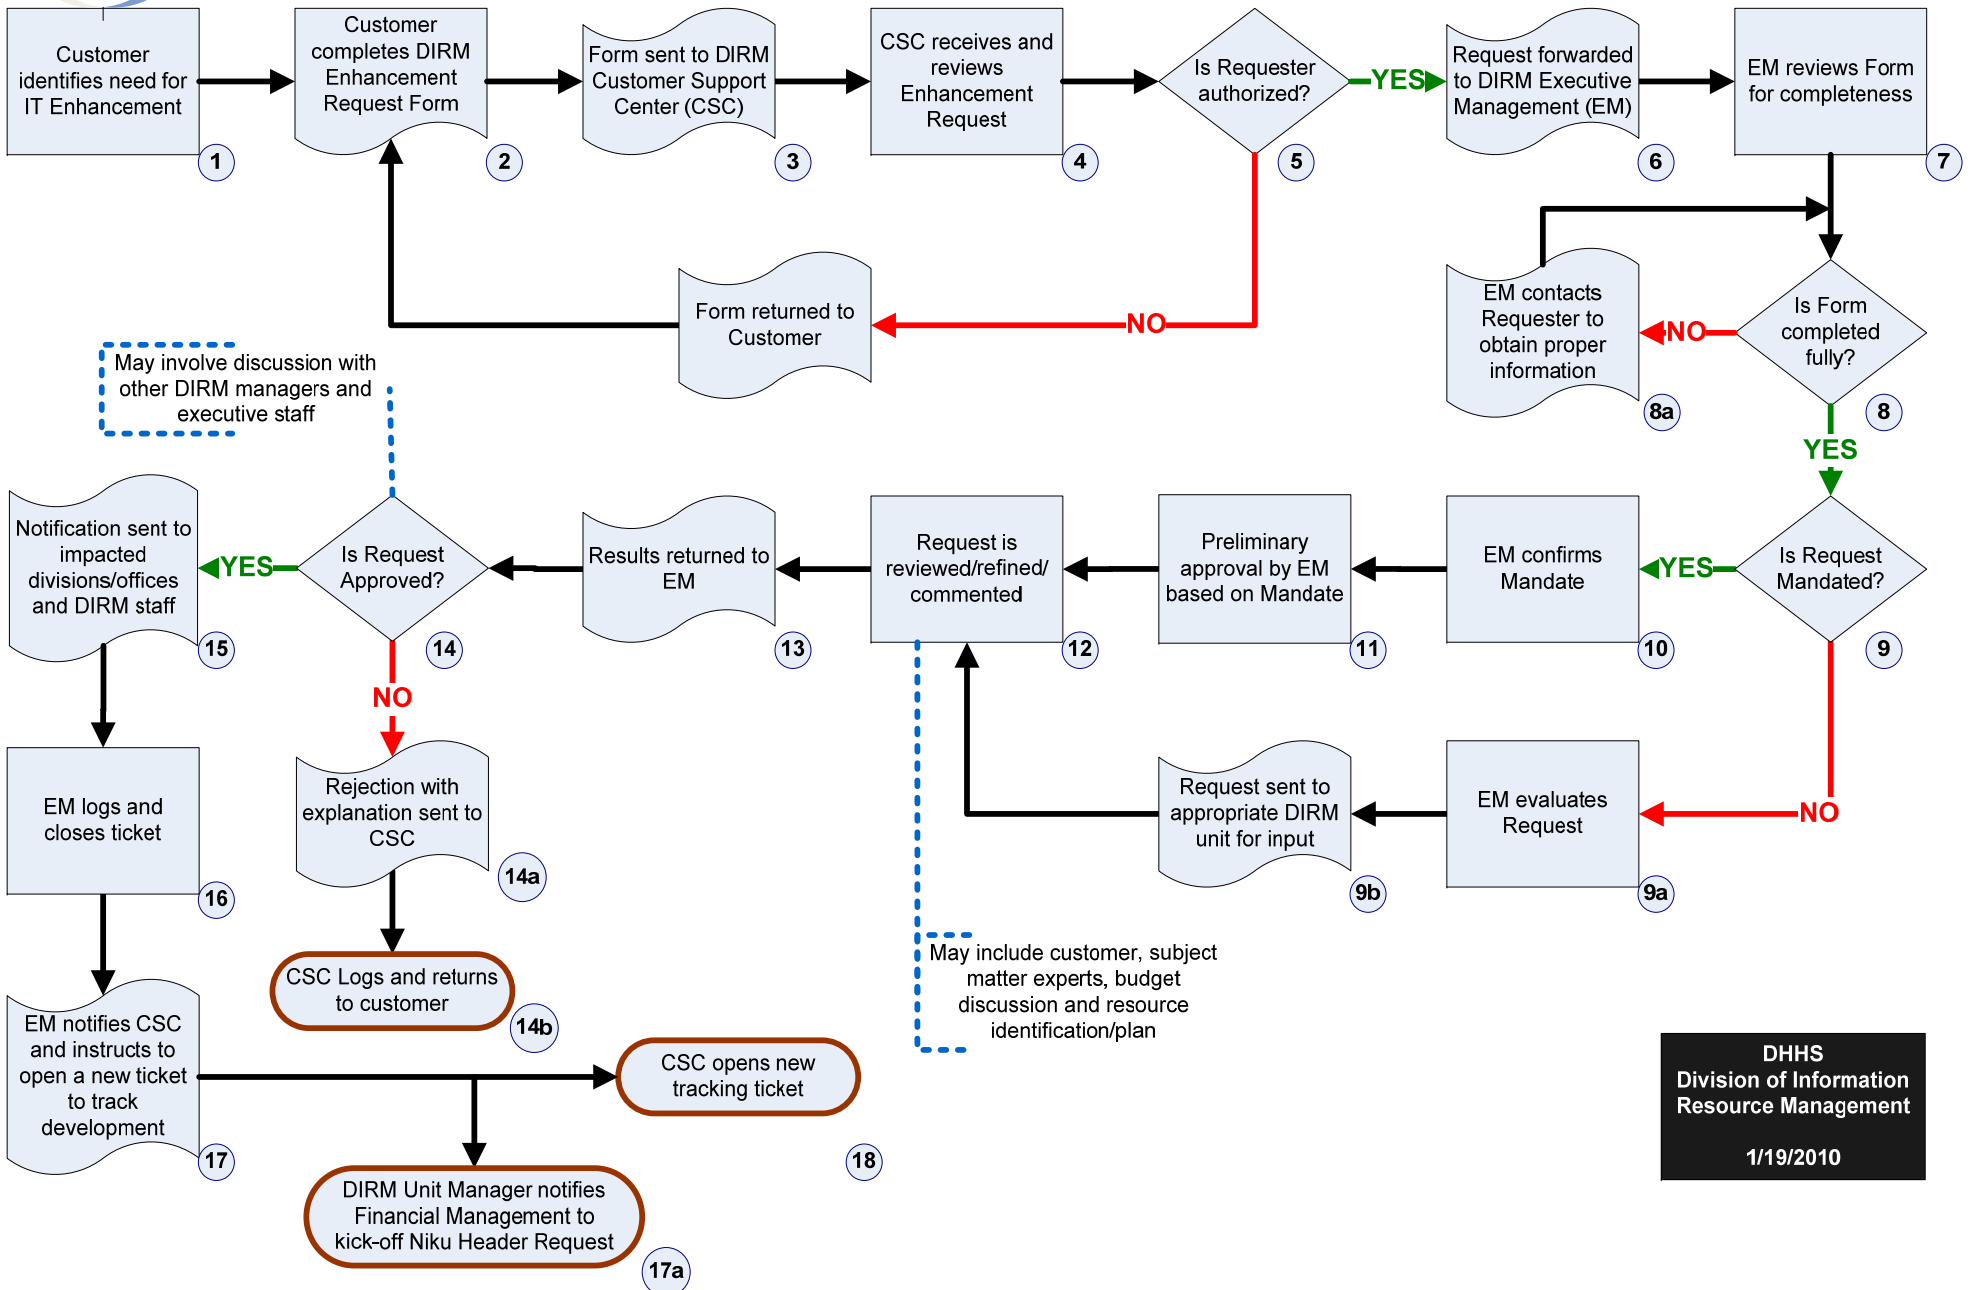 Customer
identifies need for
IT Enhancement
1
Customer
completes DIRM
Enhancement
Request Form
2
Form sent to DIRM
Customer Support
Center (CSC)
3
CSC receives and
reviews
Enhancement
Request
4
Is Requester
authorized?
5
YES
Request forwarded
to DIRM Executive
Management (EM)
6
EM reviews Form
for completeness
7
Form returned to
Customer
NO
EM contacts
Requester to
obtain proper
information
8a
NO
Is Form
completed
fully?
8
YES
May involve discussion with
other DIRM managers and
executive staff
Notification sent to
impacted
divisions/offices
and DIRM staff
15
YES
Is Request
Approved?
14
NO
Results returned to
EM
13
Request is
reviewed/refined/
commented
12
Preliminary
approval by EM
based on Mandate
11
EM confirms
Mandate
10
YES
Is Request
Mandated?
9
NO
EM logs and
closes ticket
16
Rejection with
explanation sent to
CSC
14a
Request sent to
appropriate DIRM
unit for input
9b
EM evaluates
Request
9a
CSC Logs and returns
to customer
14b
May include customer, subject
matter experts, budget
discussion and resource
identification/plan
EM notifies CSC
and instructs to
open a new ticket
to track
development
17
CSC opens new
tracking ticket
18
DIRM Unit Manager notifies
Financial Management to
kick-off Niku Header Request
17a
DHHS
Division of Information
Resource Management
1/19/2010